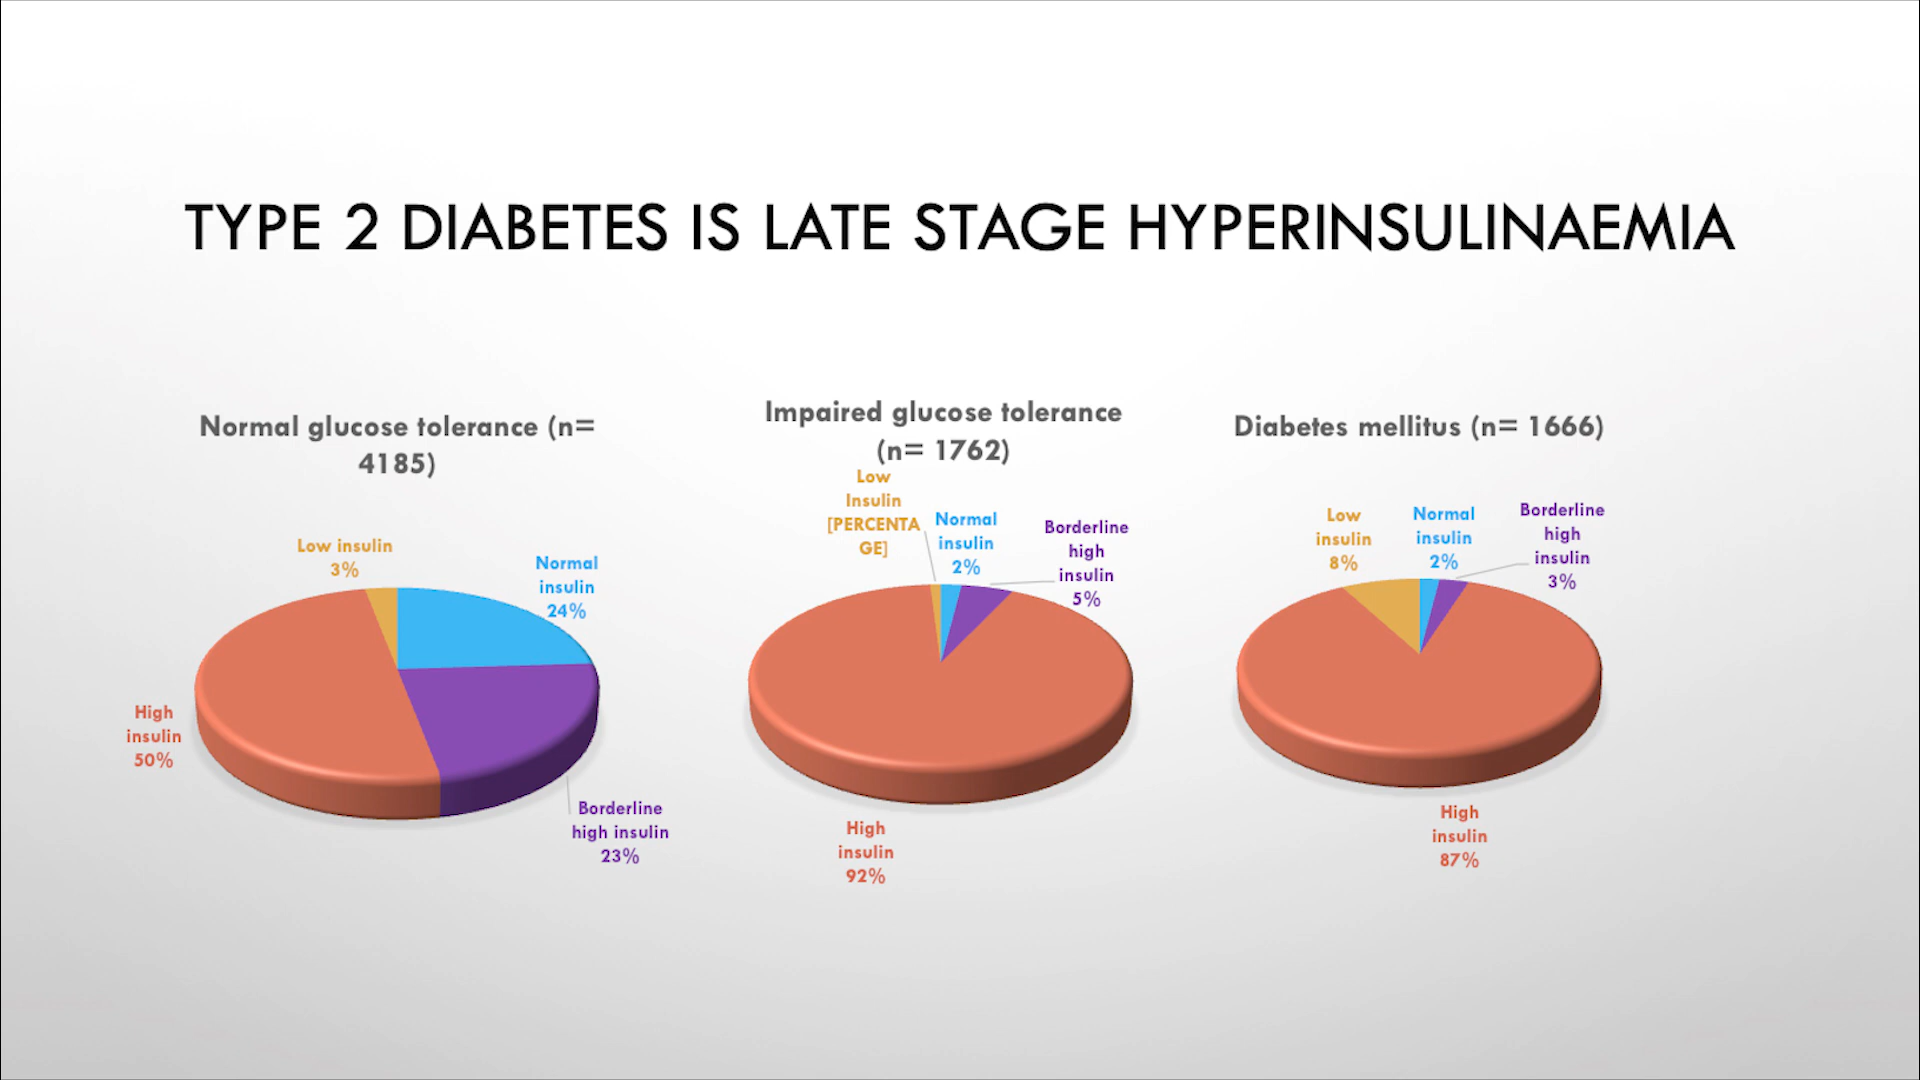 TYPE 2 DIABETES IS LATE STAGE HYPERINSULINAEMIA
Normal glucose tolerance (n=
4185)
Low insulin
3%
Normal
insulin
24%
High
insulin
50%
Borderline
high insulin
23%
Impaired glucose tolerance
(n= 1762)
Low
Insulin
[PERCENTA
GE]
Normal
insulin
2%
Borderline
high
insulin
5%
High
insulin
92%
Diabetes mellitus (n= 1666)
Low
insulin
8%
Normal
insulin
2%
Borderline
high
insulin
3%
High
insulin
87%